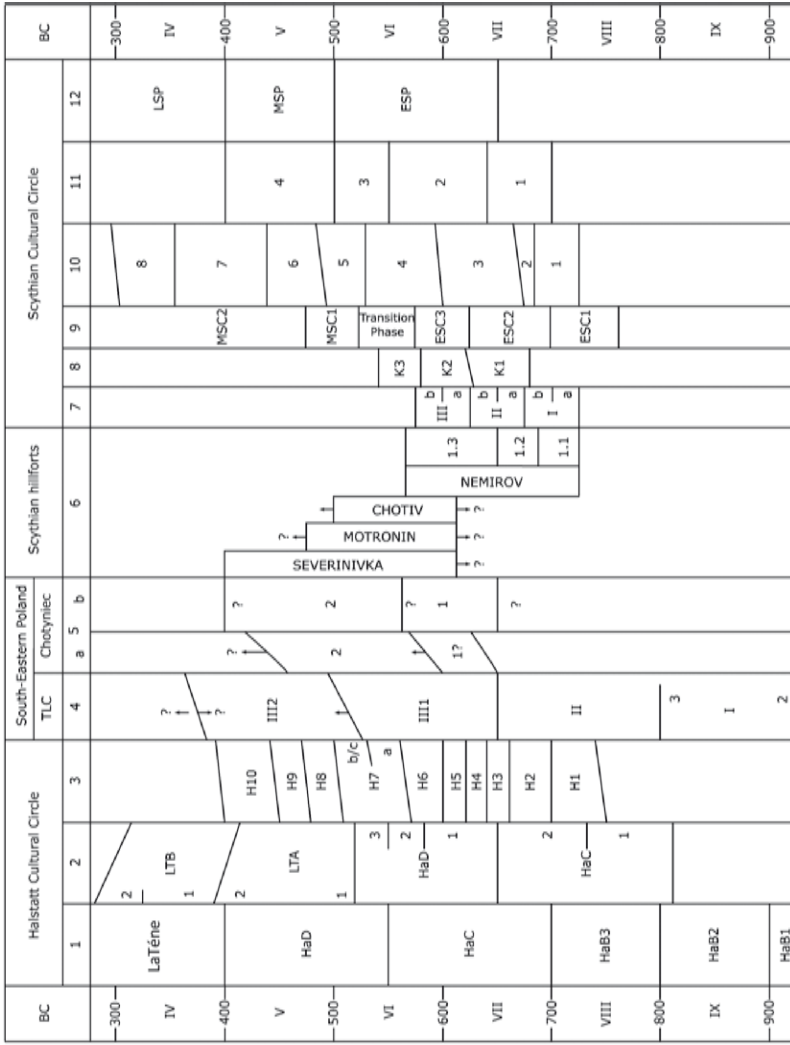 BC
Halstatt Cultural Circle
South-Eastern Poland
Scythian hillforts
Scythian Cultural Circle
BC
TLC
Chotyniec
1
2
3
4
5
a
b
6
7
8
9
10
11
12
300
IV
400
V
500
VI
600
VII
700
VIII
800
IX
900
LaTéne
HaD
HaC
HaB3
HaB2
HaB1
2
LTB
1
2
LTA
1
3
2
HaD
1
2
HaC
1
H10
H9
H8
b/c
H7
a
H6
H5
H4
H3
H2
H1
?
?
IIII2
IIII1
II
3
I
2
?
2
1?
?
2
?
1
?
SEVERINIVKA
?
?
MOTRONIN
?
CHOTIV
?
NEMIROV
1.3
1.2
1.1
b
III
a
b
II
a
b
I
a
K3
K2
K1
MSC2
MSC1
Transition
Phase
ESC3
ESC2
ESC1
8
7
6
5
4
3
2
1
4
3
2
1
LSP
MSP
ESP
300
IV
400
V
500
VI
600
VII
700
VIII
800
IX
900